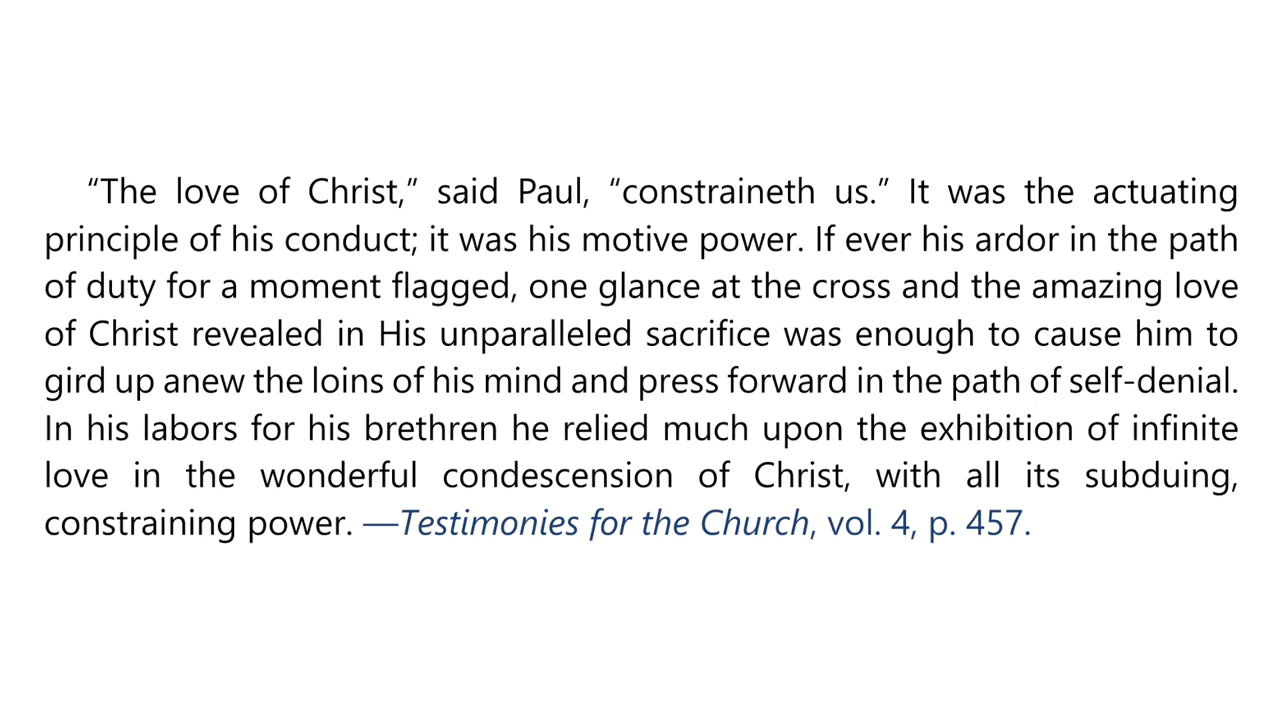 “The love of Christ,” said Paul, “constraineth us.” It was the actuating
principle of his conduct; it was his motive power. If ever his ardor in the path
of duty for a moment flagged, one glance at the cross and the amazing love
of Christ revealed in His unparalleled sacrifice was enough to cause him to
gird up anew the loins of his mind and press forward in the path of self-denial.
In his labors for his brethren he relied much upon the exhibition of infinite
love in the wonderful condescension of Christ, with all its subduing,
constraining power. —Testimonies for the Church, vol. 4, p. 457.